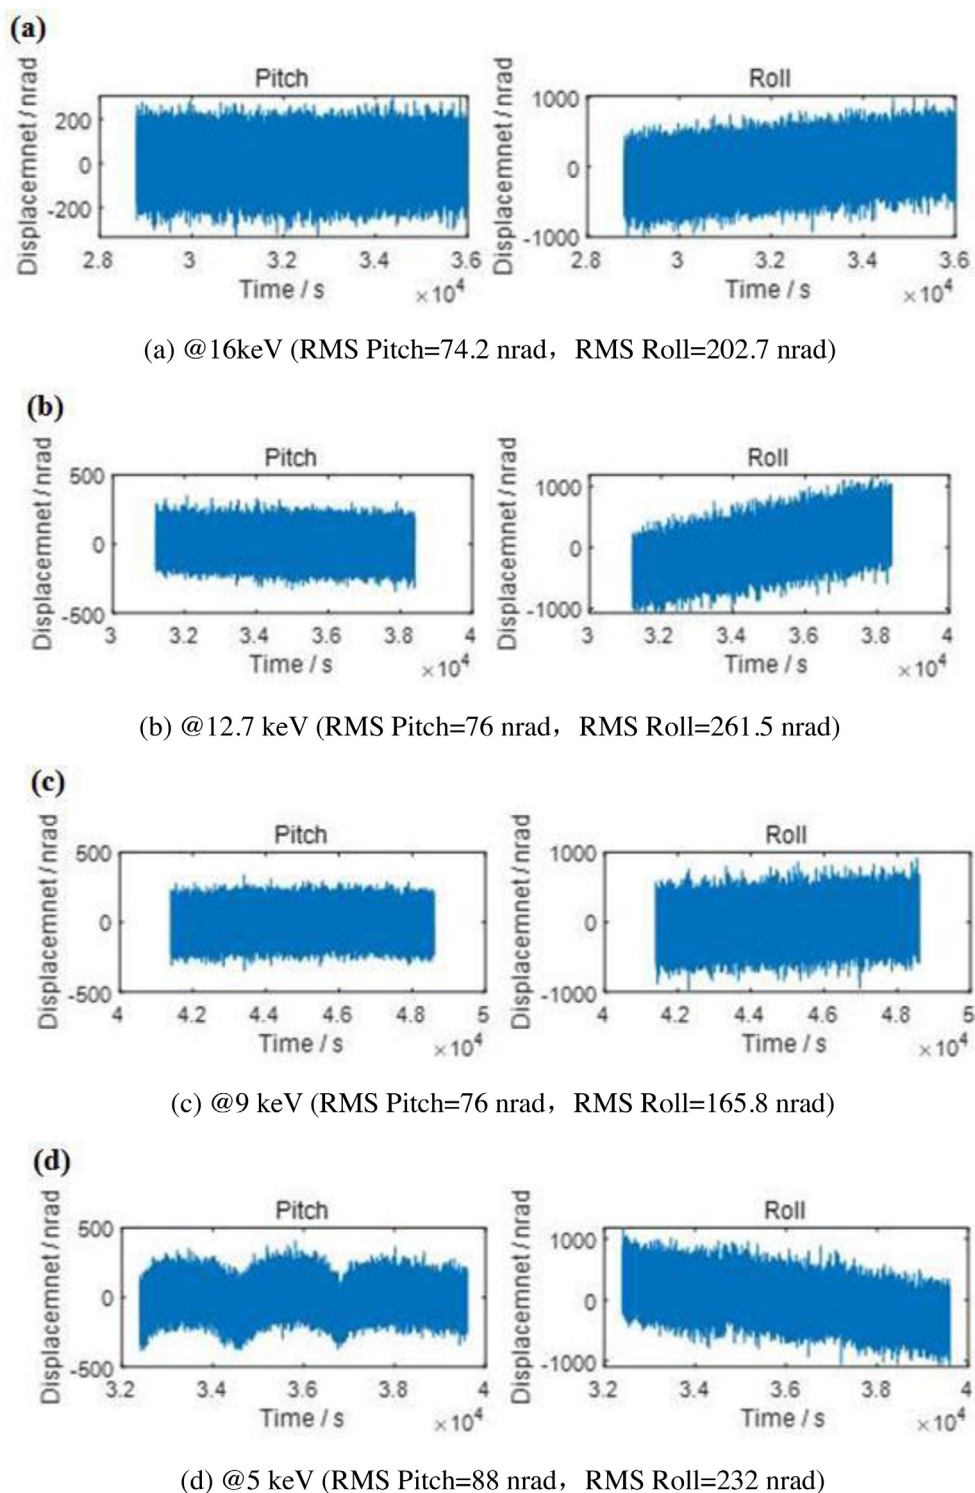 (a)
Pitch
Displacemnet / nrad
200
0
-200
2.8 3 3.2 3.4 3.6
Time / s
×10⁴
Roll
Displacemnet / nrad
1000
0
-1000
2.8 3 3.2 3.4 3.6
Time / s
×10⁴
(a) @16keV (RMS Pitch=74.2 nrad，RMS Roll=202.7 nrad)
(b)
Pitch
Displacemnet / nrad
500
0
-500
3 3.2 3.4 3.6 3.8 4
Time / s
×10⁴
Roll
Displacemnet / nrad
1000
0
-1000
3 3.2 3.4 3.6 3.8 4
Time / s
×10⁴
(b) @12.7 keV (RMS Pitch=76 nrad，RMS Roll=261.5 nrad)
(c)
Pitch
Displacemnet / nrad
500
0
-500
4 4.2 4.4 4.6 4.8 5
Time / s
×10⁴
Roll
Displacemnet / nrad
1000
0
-1000
4 4.2 4.4 4.6 4.8 5
Time / s
×10⁴
(c) @9 keV (RMS Pitch=76 nrad，RMS Roll=165.8 nrad)
(d)
Pitch
Displacemnet / nrad
500
0
-500
3.2 3.4 3.6 3.8 4
Time / s
×10⁴
Roll
Displacemnet / nrad
1000
0
-1000
3.2 3.4 3.6 3.8 4
Time / s
×10⁴
(d) @5 keV (RMS Pitch=88 nrad，RMS Roll=232 nrad)